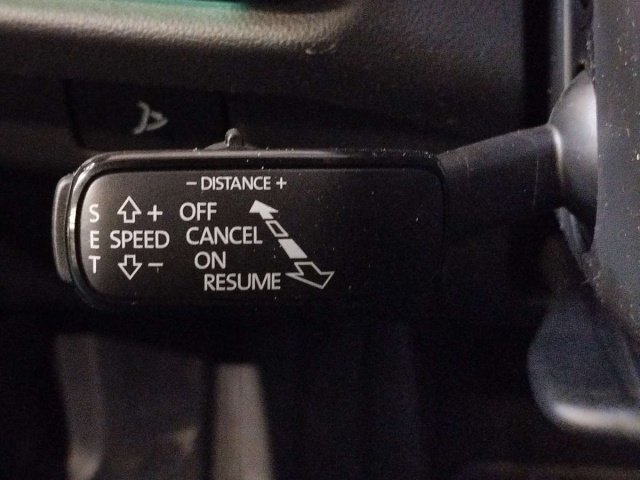 - DISTANCE +
S + OFF
E SPEED CANCEL
T - ON
RESUME